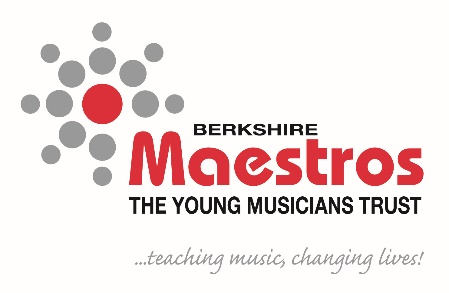 BERKSHIRE
Maestros
THE YOUNG MUSICIANS TRUST
...teaching music, changing lives!